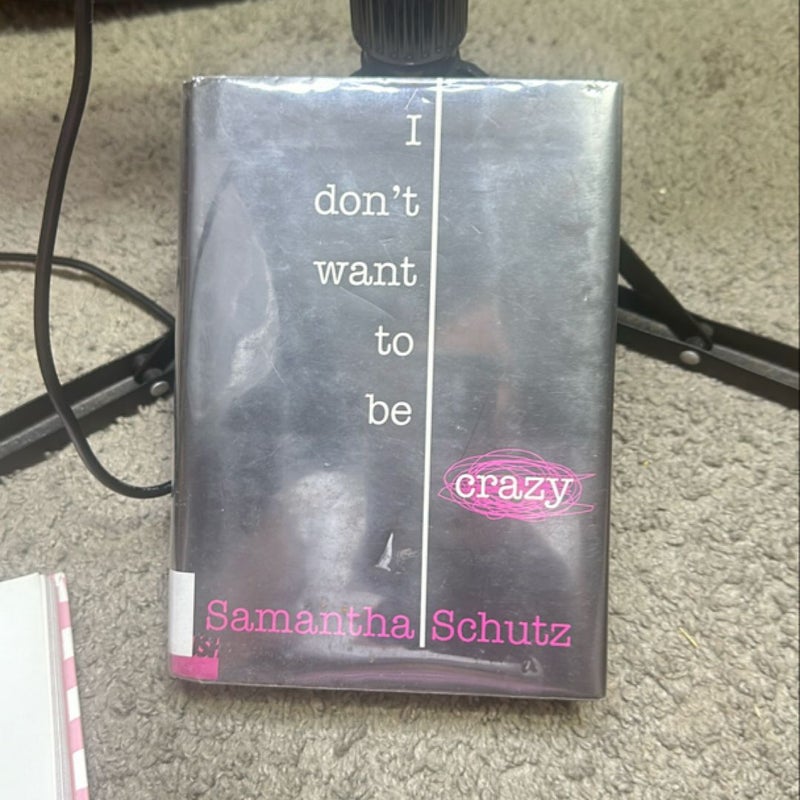 I
don't
want
to
be
crazy
Samantha Schutz